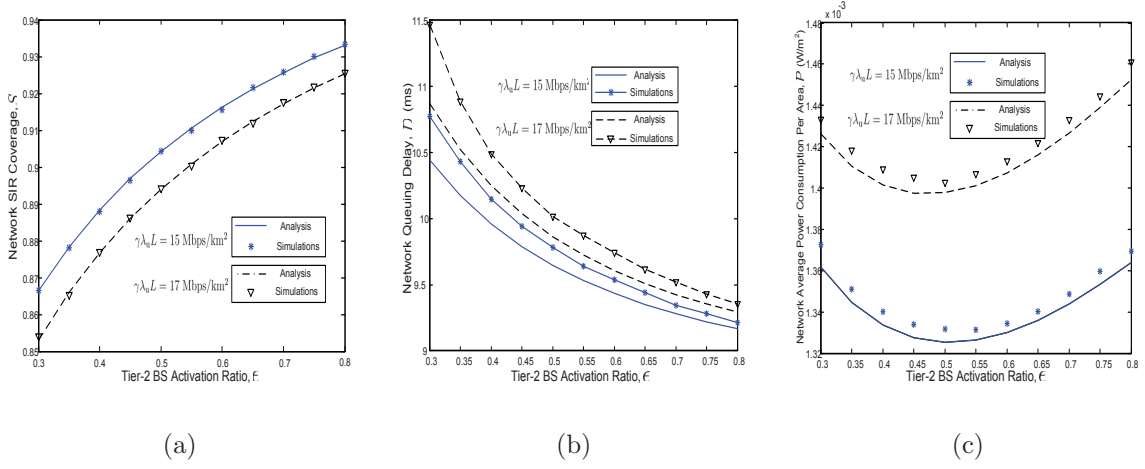 0.95
0.94
0.93
0.92
0.91
0.9
0.89
0.88
0.87
0.86
0.85
0.3 0.4 0.5 0.6 0.7 0.8
Network SIR Coverage,
Tier-2 BS Activation Ratio,
γλᵤL = 15 Mbps/km²
Analysis
Simulations
γλᵤL = 17 Mbps/km²
Analysis
Simulations
(a)
11.5
11
10.5
10
9.5
9
0.3 0.35 0.4 0.45 0.5 0.55 0.6 0.65 0.7 0.75 0.8
Network Queuing Delay, (ms)
Tier-2 BS Activation Ratio,
γλᵤL = 15 Mbps/km²
Analysis
Simulations
γλᵤL = 17 Mbps/km²
Analysis
Simulations
(b)
x 10⁻³
1.48
1.46
1.44
1.42
1.4
1.38
1.36
1.34
1.32
0.3 0.35 0.4 0.45 0.5 0.55 0.6 0.65 0.7 0.75 0.8
Network Average Power Consumption Per Area, P (W/m²)
Tier-2 BS Activation Ratio,
γλᵤL = 15 Mbps/km²
Analysis
Simulations
γλᵤL = 17 Mbps/km²
Analysis
Simulations
(c)